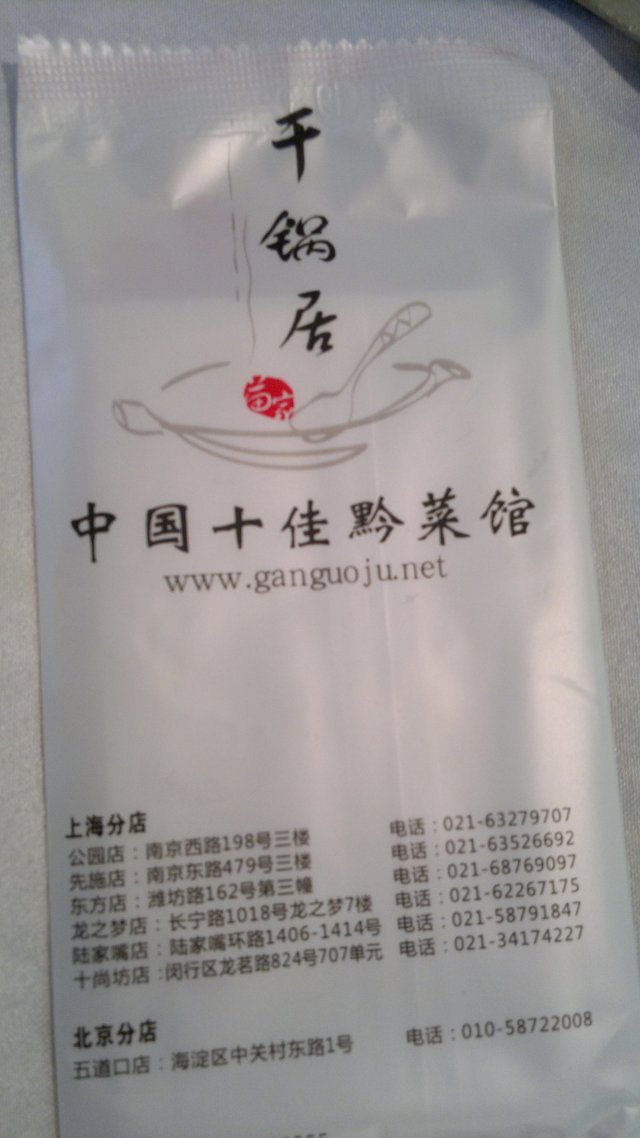 干锅居
苗家
中国十佳黔菜馆
www.ganguoju.net
上海分店
公园店：南京西路198号三楼 电话：021-63279707
先施店：南京东路479号三楼 电话：021-63526692
东方店：潍坊路162号第三幢 电话：021-68769097
龙之梦店：长宁路1018号龙之梦7楼 电话：021-62267175
陆家嘴店：陆家嘴环路1406-1414号 电话：021-58791847
十尚坊店：闵行区龙茗路824号707单元 电话：021-34174227
北京分店
五道口店：海淀区中关村东路1号 电话：010-58722008